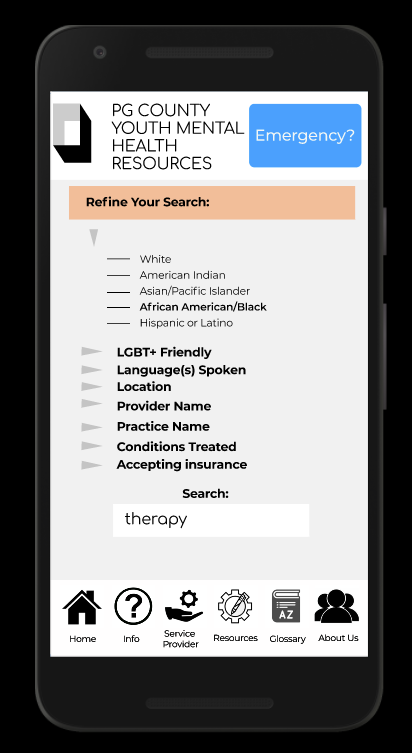 PG COUNTY
YOUTH MENTAL
HEALTH
RESOURCES
Emergency?
Refine Your Search:
White
American Indian
Asian/Pacific Islander
African American/Black
Hispanic or Latino
LGBT+ Friendly
Language(s) Spoken
Location
Provider Name
Practice Name
Conditions Treated
Accepting insurance
Search:
therapy
?
AZ
Home
Info
Service
Provider
Resources
Glossary
About Us